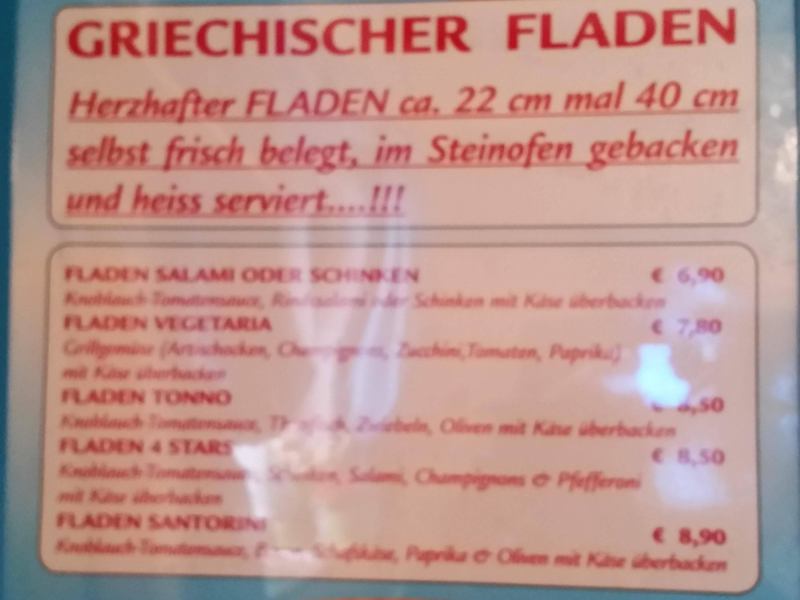 GRIECHISCHER FLADEN
Herzhafter FLADEN ca. 22 cm mal 40 cm
selbst frisch belegt, im Steinofen gebacken
und heiss serviert....!!!
FLADEN SALAMI ODER SCHINKEN € 6,90
Knoblauch-Tomatensauce, Rindsalami oder Schinken mit Käse überbacken
FLADEN VEGETARIA € 7,80
Grillgemüse (Artischocken, Champignons, Zucchini, Tomaten, Paprika)
mit Käse überbacken
FLADEN TONNO
Knoblauch-Tomatensauce, Thunfisch, Zwiebeln, Oliven mit Käse überbacken
FLADEN 4 STARS € 8,50
Knoblauch-Tomatensauce, Schinken, Salami, Champignons & Pfefferoni
mit Käse überbacken
FLADEN SANTORINI € 8,90
Knoblauch-Tomatensauce, Schafskäse, Paprika & Oliven mit Käse überbacken